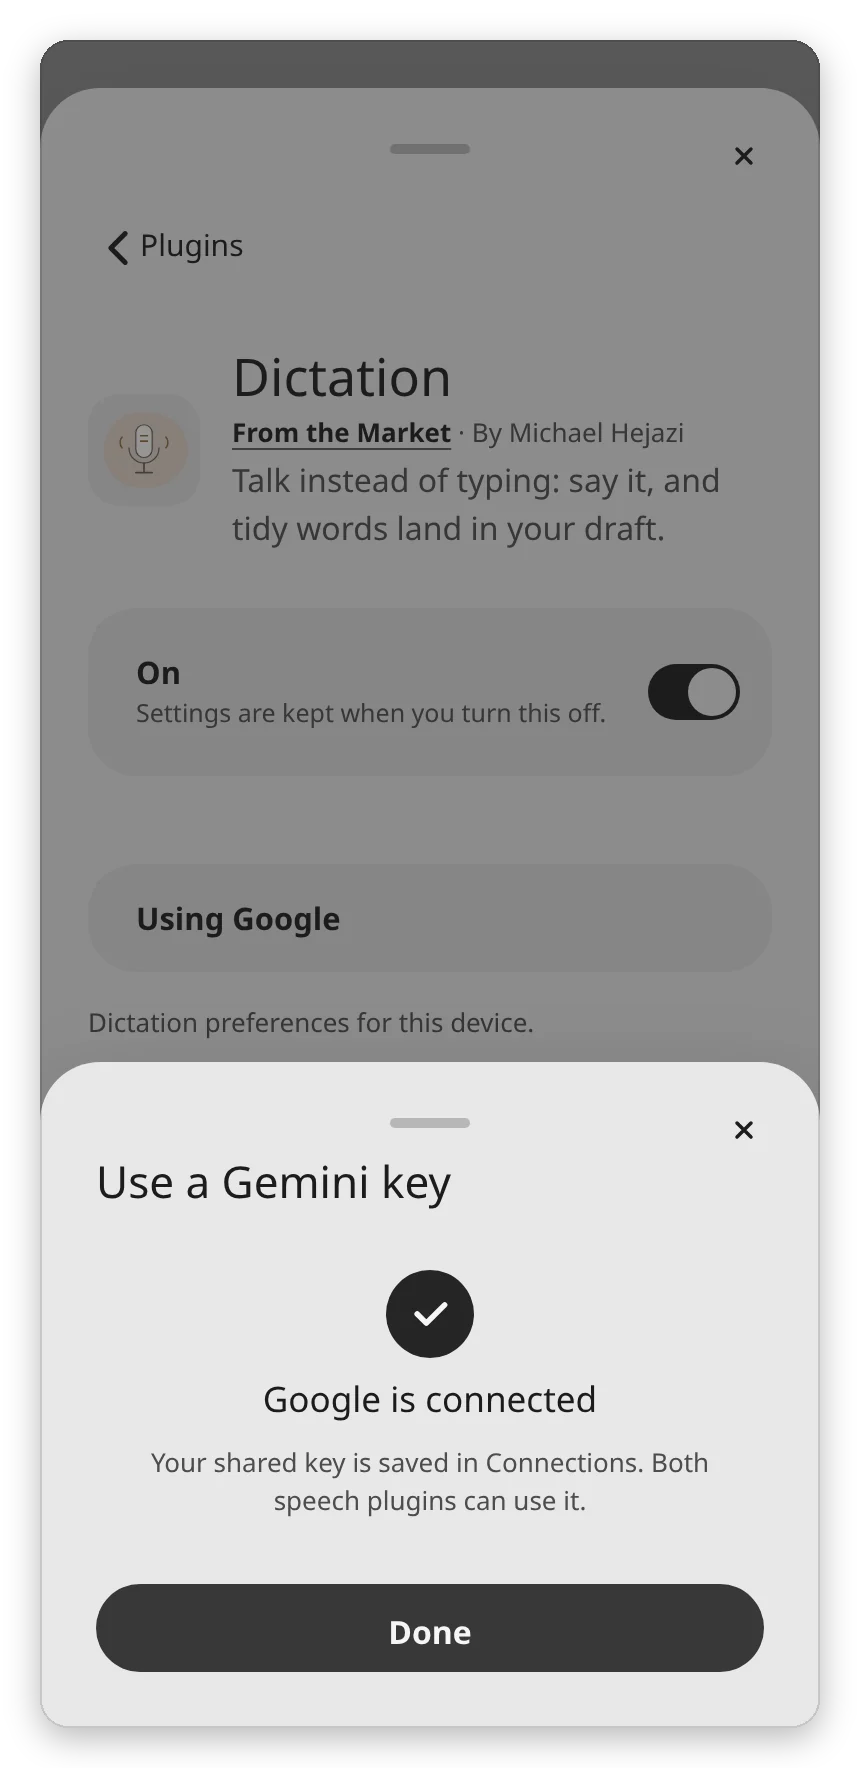 Plugins
Dictation
From the Market · By Michael Hejazi
Talk instead of typing: say it, and
tidy words land in your draft.
On
Settings are kept when you turn this off.
Using Google
Dictation preferences for this device.
Use a Gemini key
Google is connected
Your shared key is saved in Connections. Both
speech plugins can use it.
Done